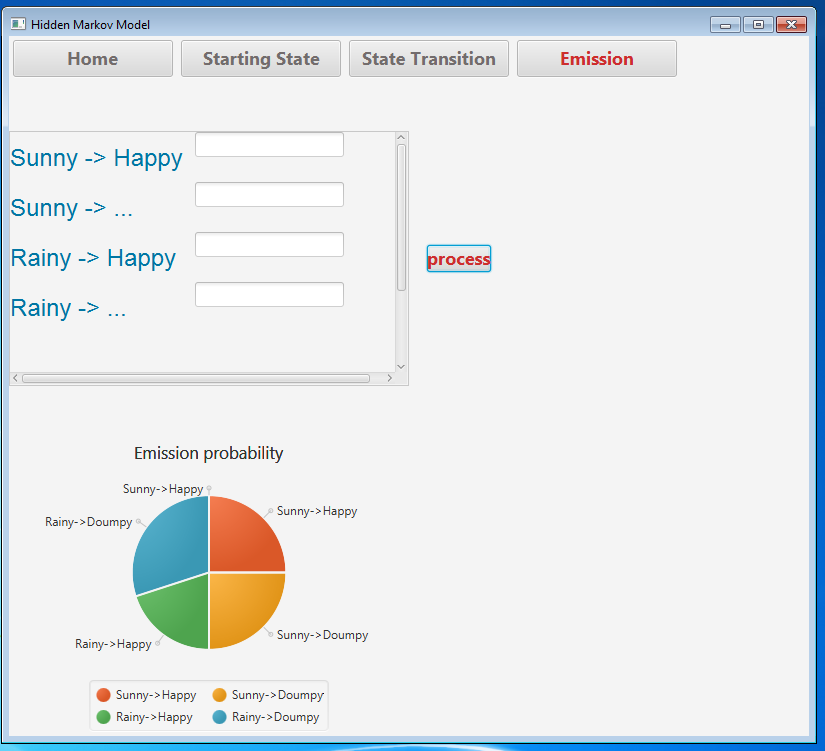 Hidden Markov Model
Home Starting State State Transition Emission
Sunny -> Happy
Sunny -> ...
Rainy -> Happy
Rainy -> ...
process
Emission probability
Sunny->Happy
Sunny->Happy
Rainy->Doumpy
Sunny->Doumpy
Rainy->Happy
Sunny->Happy Sunny->Doumpy
Rainy->Happy Rainy->Doumpy